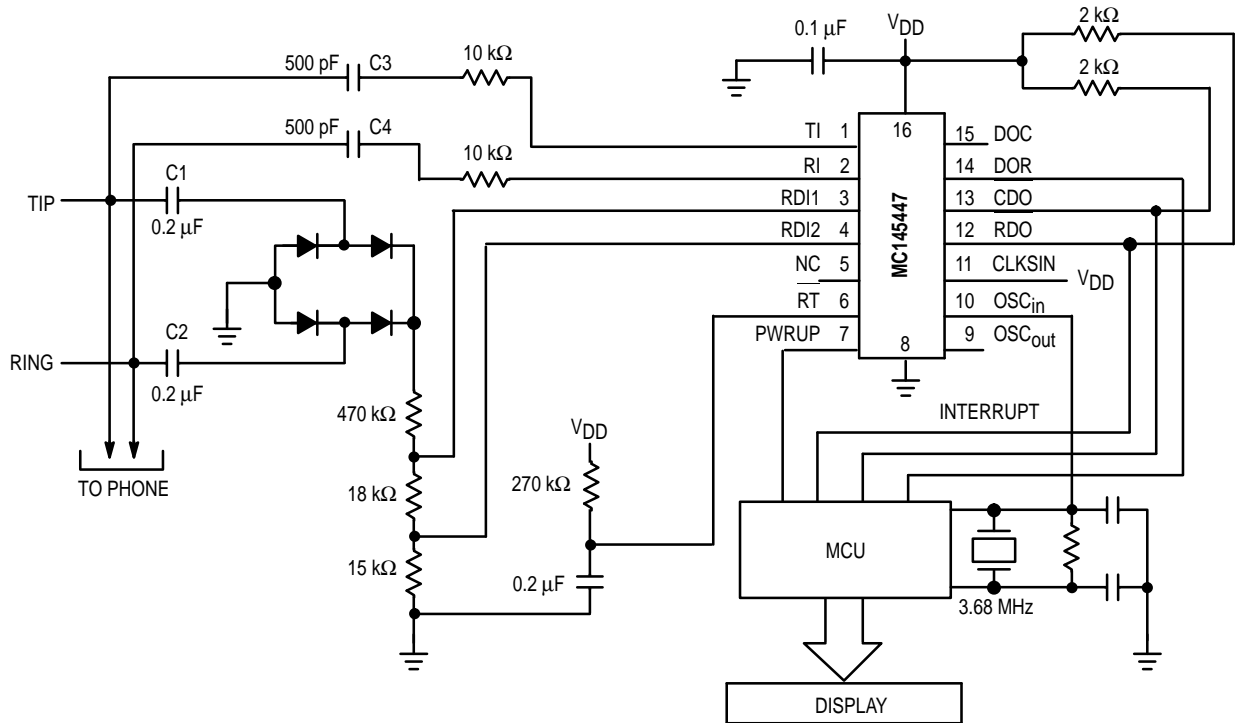 0.1 μF
VDD
2 kΩ
2 kΩ
500 pF C3
10 kΩ
500 pF C4
10 kΩ
TI 1
16
15 DOC
RI 2
14 DOR
C1
TIP
0.2 μF
RDI1 3
13 CDO
RDI2 4
12 RDO
MC145447
NC 5
11 CLKSIN
VDD
RT 6
10 OSCin
PWRUP 7
8
9 OSCout
C2
RING
0.2 μF
470 kΩ
INTERRUPT
VDD
TO PHONE
18 kΩ
270 kΩ
15 kΩ
0.2 μF
MCU
3.68 MHz
DISPLAY